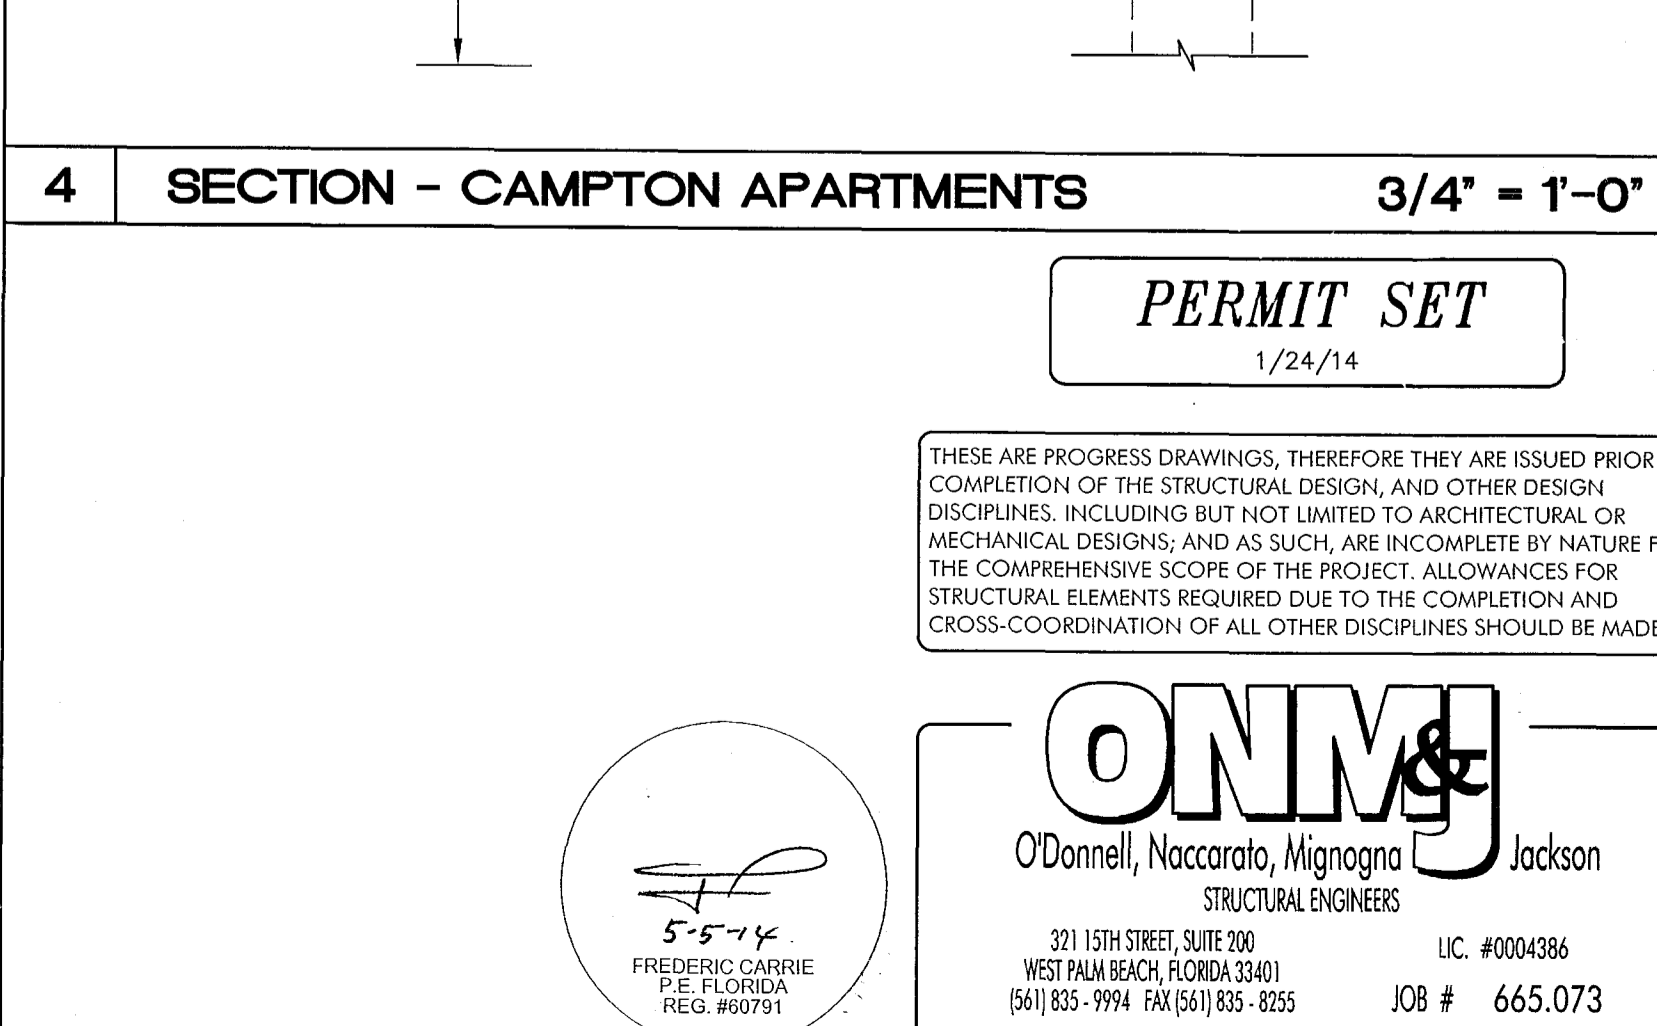 4 SECTION - CAMPTON APARTMENTS 3/4" = 1'-0"
PERMIT SET
1/24/14
THESE ARE PROGRESS DRAWINGS, THEREFORE THEY ARE ISSUED PRIOR
COMPLETION OF THE STRUCTURAL DESIGN, AND OTHER DESIGN
DISCIPLINES. INCLUDING BUT NOT LIMITED TO ARCHITECTURAL OR
MECHANICAL DESIGNS; AND AS SUCH, ARE INCOMPLETE BY NATURE F
THE COMPREHENSIVE SCOPE OF THE PROJECT. ALLOWANCES FOR
STRUCTURAL ELEMENTS REQUIRED DUE TO THE COMPLETION AND
CROSS-COORDINATION OF ALL OTHER DISCIPLINES SHOULD BE MADE
ONM&J
O'Donnell, Naccarato, Mignogna Jackson
STRUCTURAL ENGINEERS
321 15TH STREET, SUITE 200
WEST PALM BEACH, FLORIDA 33401
(561) 835 - 9994 FAX (561) 835 - 8255
LIC. #0004386
JOB # 665.073
5-5-14
FREDERIC CARRIE
P.E. FLORIDA
REG. #60791